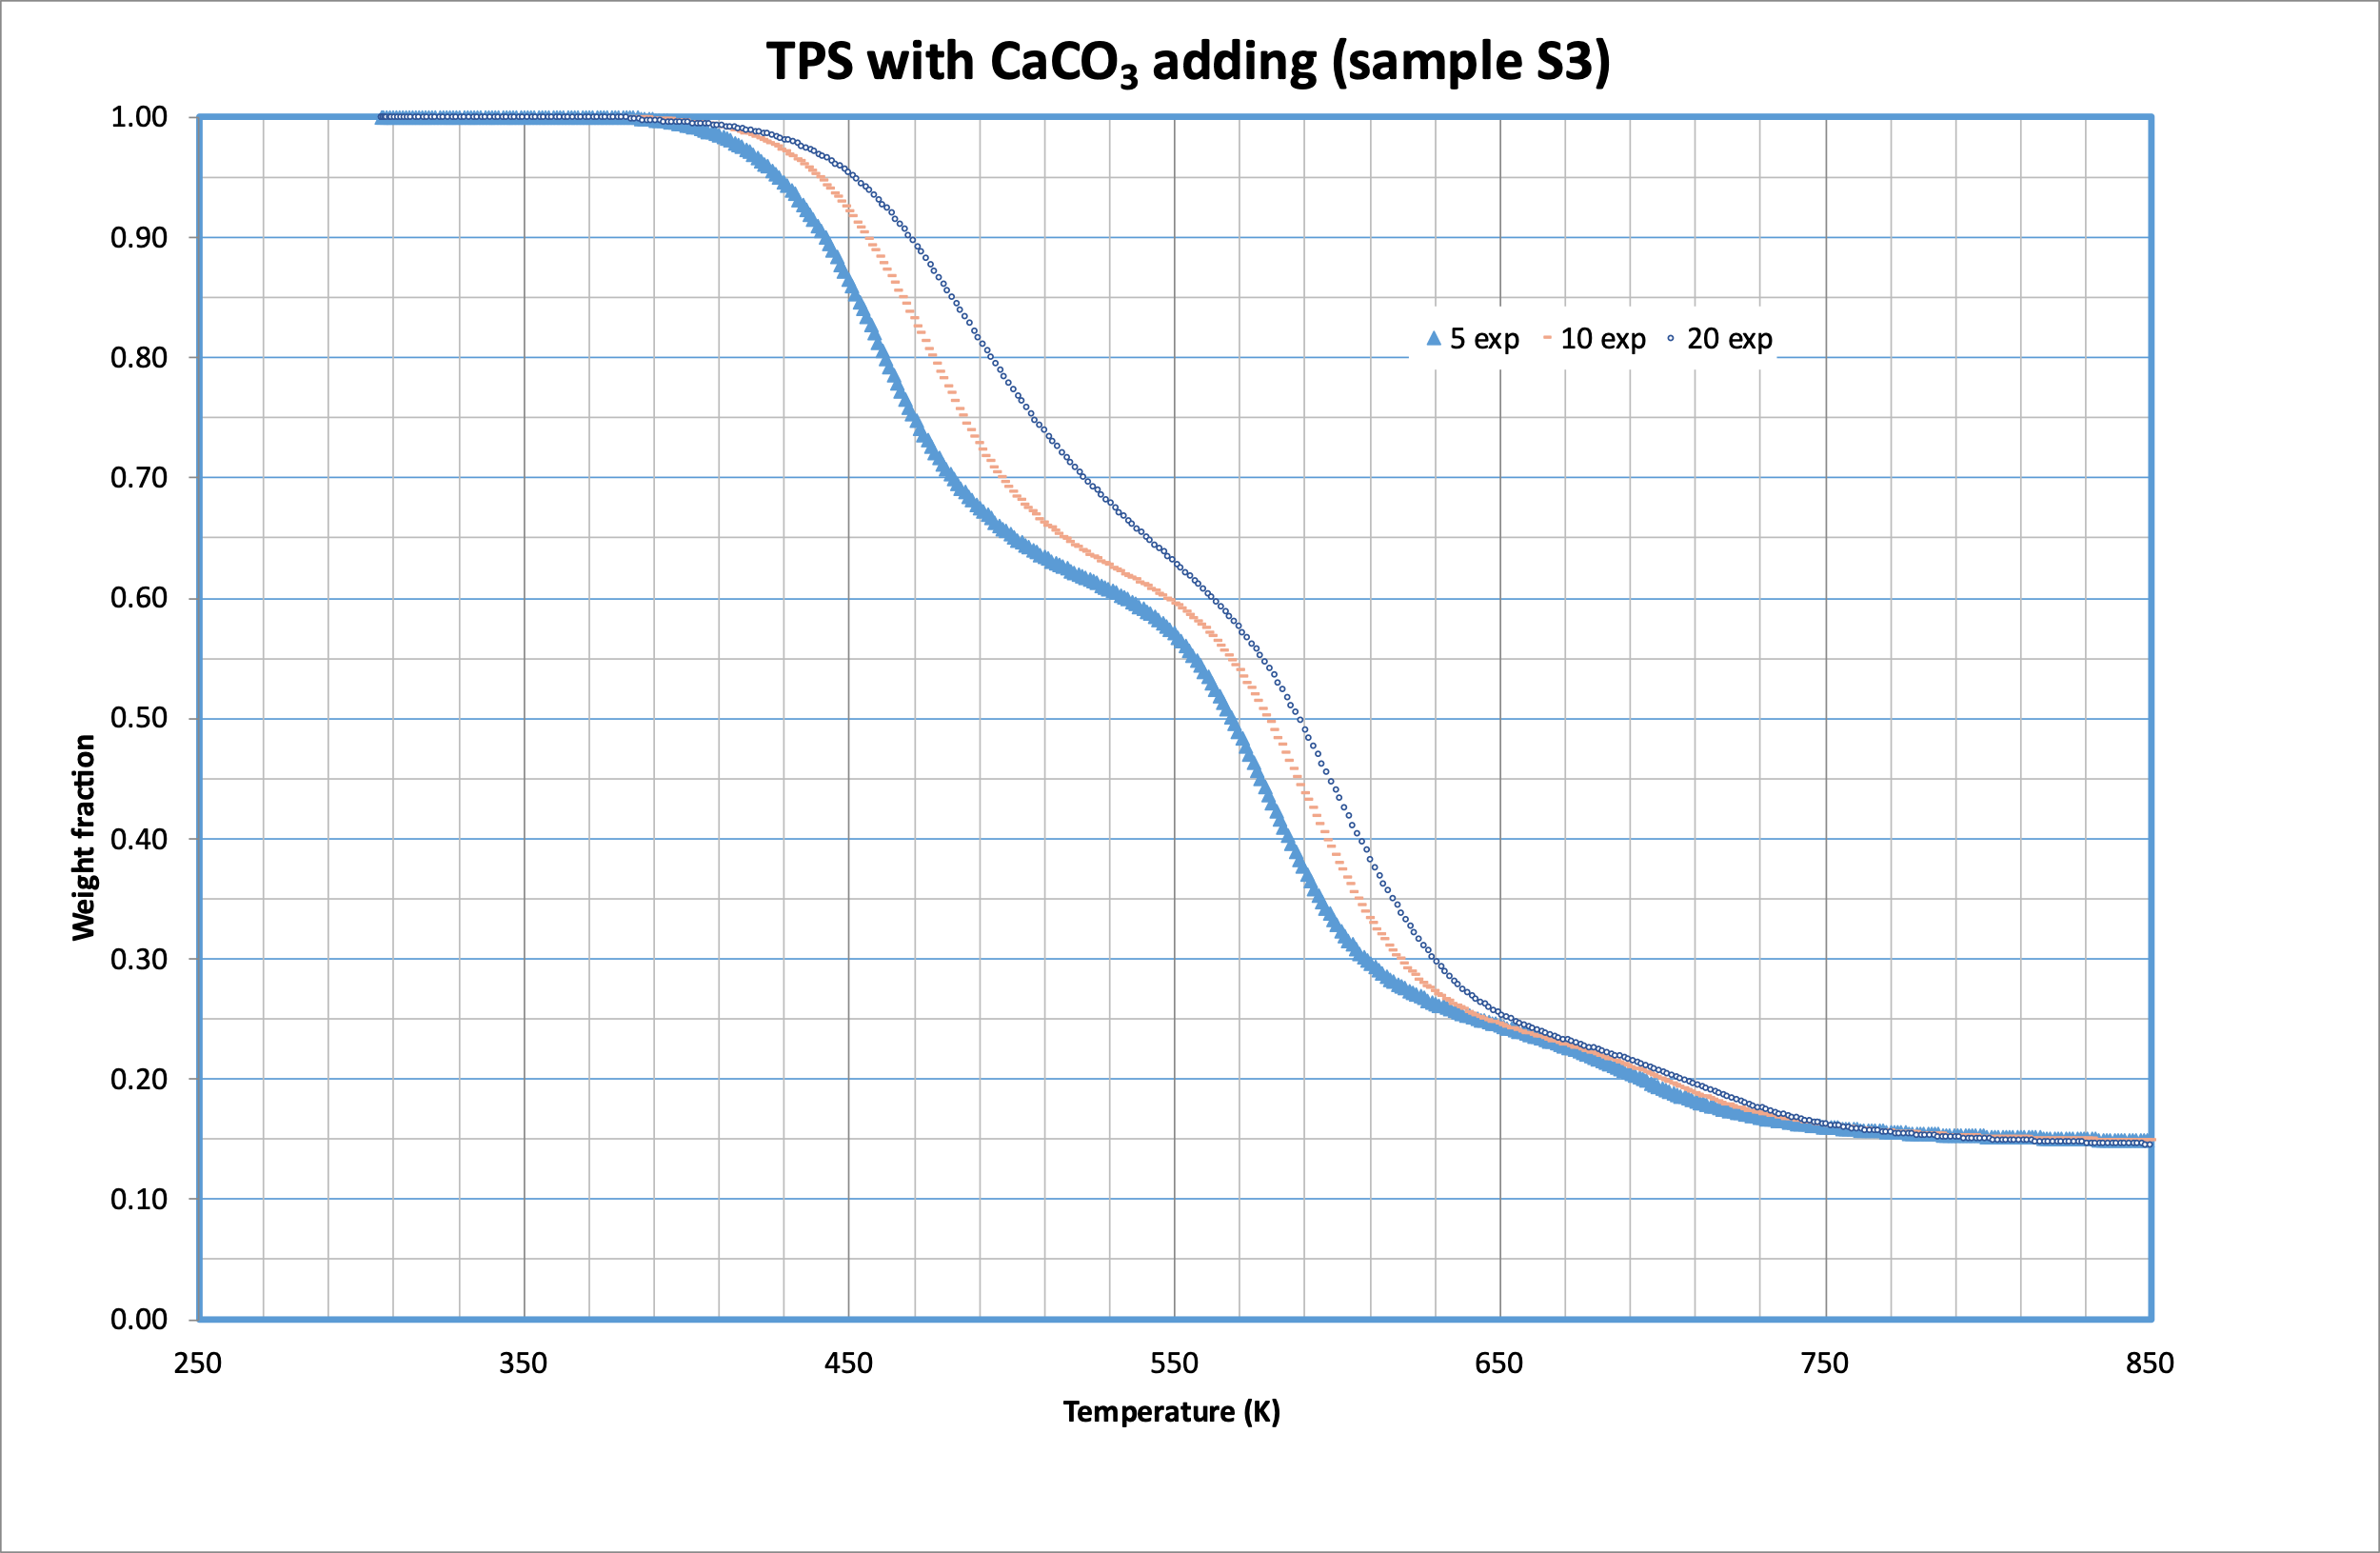 TPS with CaCO₃ adding (sample S3)
1.00
0.90
0.80
0.70
0.60
0.50
0.40
0.30
0.20
0.10
0.00
Weight fraction
5 exp 10 exp 20 exp
250 350 450 550 650 750 850
Temperature (K)